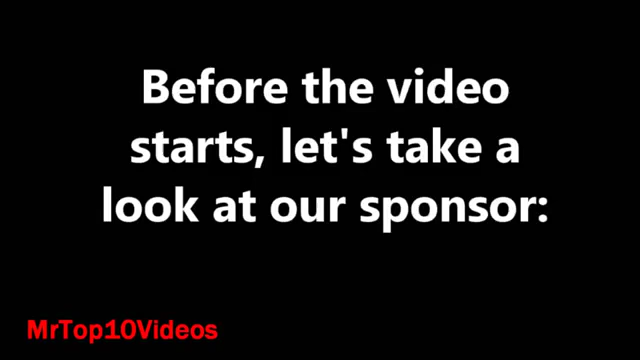 Before the video
starts, let's take a
look at our sponsor:
MrTop10Videos